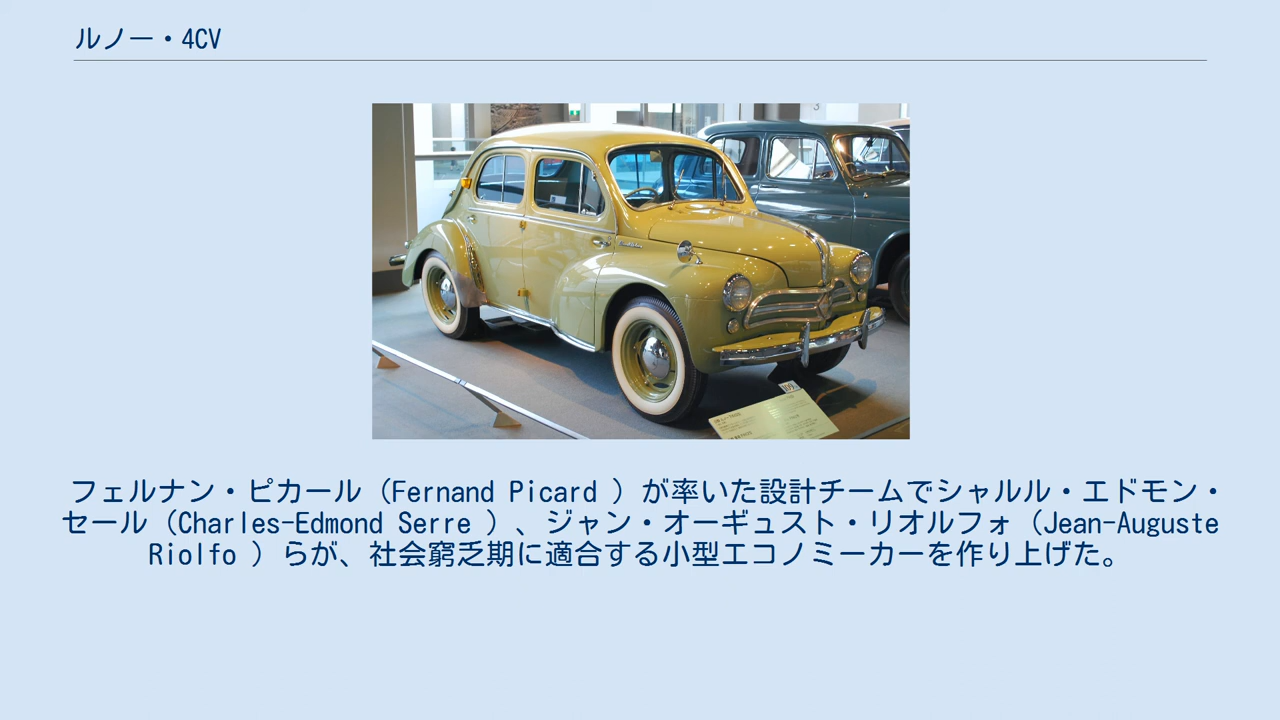 ルノー・4CV
フェルナン・ピカール（Fernand Picard ）が率いた設計チームでシャルル・エドモン・
セール（Charles-Edmond Serre ）、ジャン・オーギュスト・リオルフォ（Jean-Auguste
Riolfo ）らが、社会窮乏期に適合する小型エコノミーカーを作り上げた。